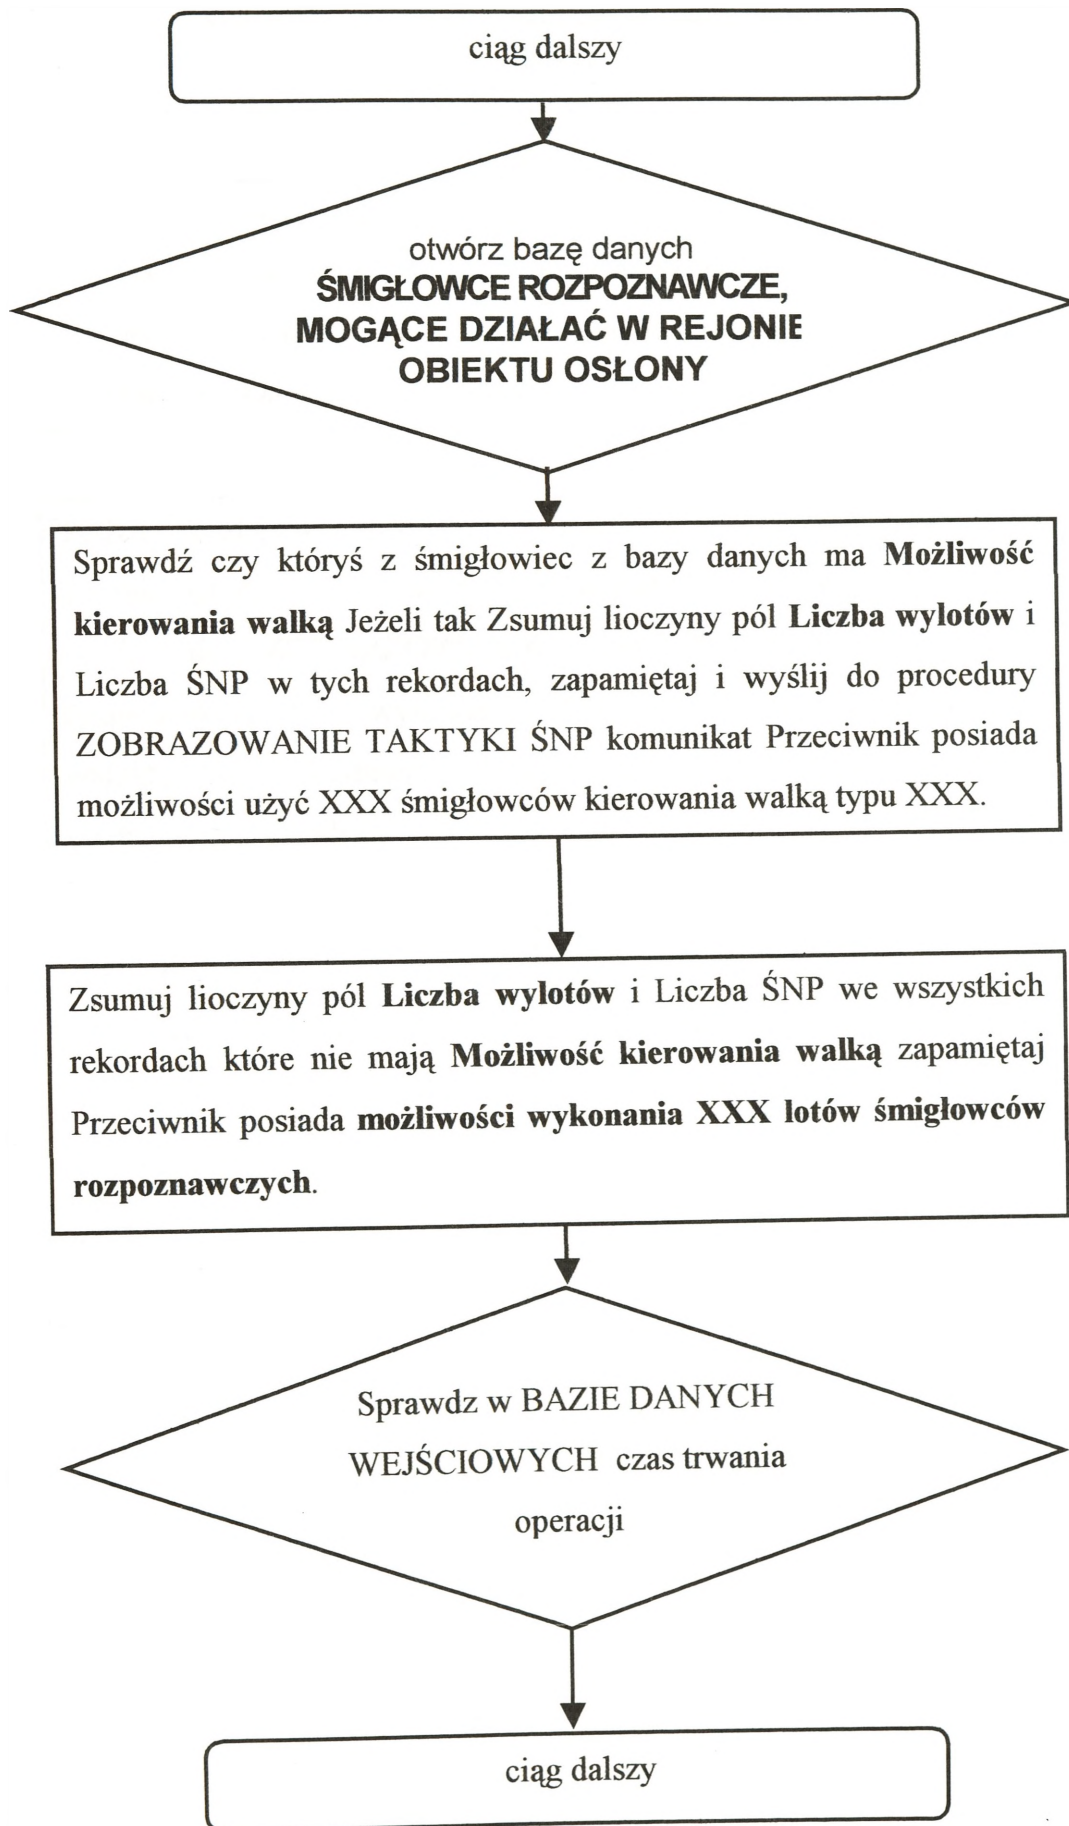 ciąg dalszy
otwórz bazę danych
ŚMIGŁOWCE ROZPOZNAWCZE,
MOGĄCE DZIAŁAĆ W REJONIE
OBIEKTU OSŁONY
Sprawdź czy któryś z śmigłowiec z bazy danych ma Możliwość
kierowania walką Jeżeli tak Zsumuj lioczyny pól Liczba wylotów i
Liczba ŚNP w tych rekordach, zapamiętaj i wyślij do procedury
ZOBRAZOWANIE TAKTYKI ŚNP komunikat Przeciwnik posiada
możliwości użyć XXX śmigłowców kierowania walką typu XXX.
Zsumuj lioczyny pól Liczba wylotów i Liczba ŚNP we wszystkich
rekordach które nie mają Możliwość kierowania walką zapamiętaj
Przeciwnik posiada możliwości wykonania XXX lotów śmigłowców
rozpoznawczych.
Sprawdz w BAZIE DANYCH
WEJŚCIOWYCH czas trwania
operacji
ciąg dalszy